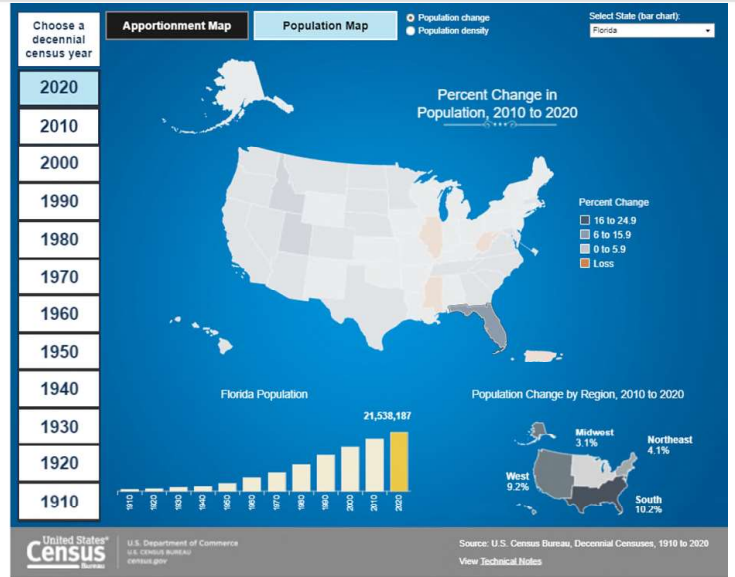 Choose a
decennial
census year
Apportionment Map
Population Map
Population change
Population density
Select State (bar chart):
Florida
2020
2010
2000
1990
1980
1970
1960
1950
1940
1930
1920
1910
Percent Change in
Population, 2010 to 2020
Percent Change
16 to 24.9
6 to 15.9
0 to 5.9
Loss
Florida Population
21,538,187
1910
1920
1930
1940
1950
1960
1970
1980
1990
2000
2010
2020
Population Change by Region, 2010 to 2020
Midwest
3.1%
Northeast
4.1%
West
9.2%
South
10.2%
United States®
Census
Bureau
U.S. Department of Commerce
U.S. CENSUS BUREAU
census.gov
Source: U.S. Census Bureau, Decennial Censuses, 1910 to 2020
View Technical Notes